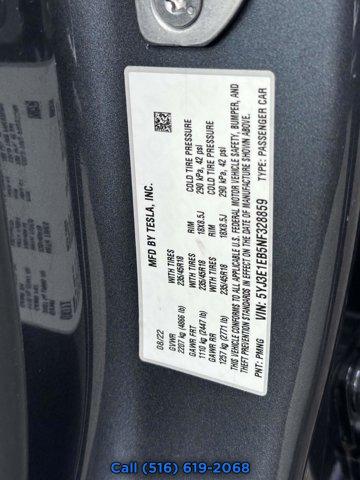 MFD BY TESLA, INC.
08/22
GVWR
2207 kg (4866 lb)
GAWR FRT WITH TIRES RIM COLD TIRE PRESSURE
1110 kg (2447 lb) 235/45R18 18X8.5J 290 kPa, 42 psi
GAWR RR WITH TIRES RIM COLD TIRE PRESSURE
1257 kg (2771 lb) 235/45R18 18X8.5J 290 kPa, 42 psi
THIS VEHICLE CONFORMS TO ALL APPLICABLE U.S. FEDERAL MOTOR VEHICLE SAFETY, BUMPER, AND
THEFT PREVENTION STANDARDS IN EFFECT ON THE DATE OF MANUFACTURE SHOWN ABOVE.
VIN: 5YJ3E1EB5NF328859 TYPE: PASSENGER CAR
PNT: PMNG
Call (516) 619-2068